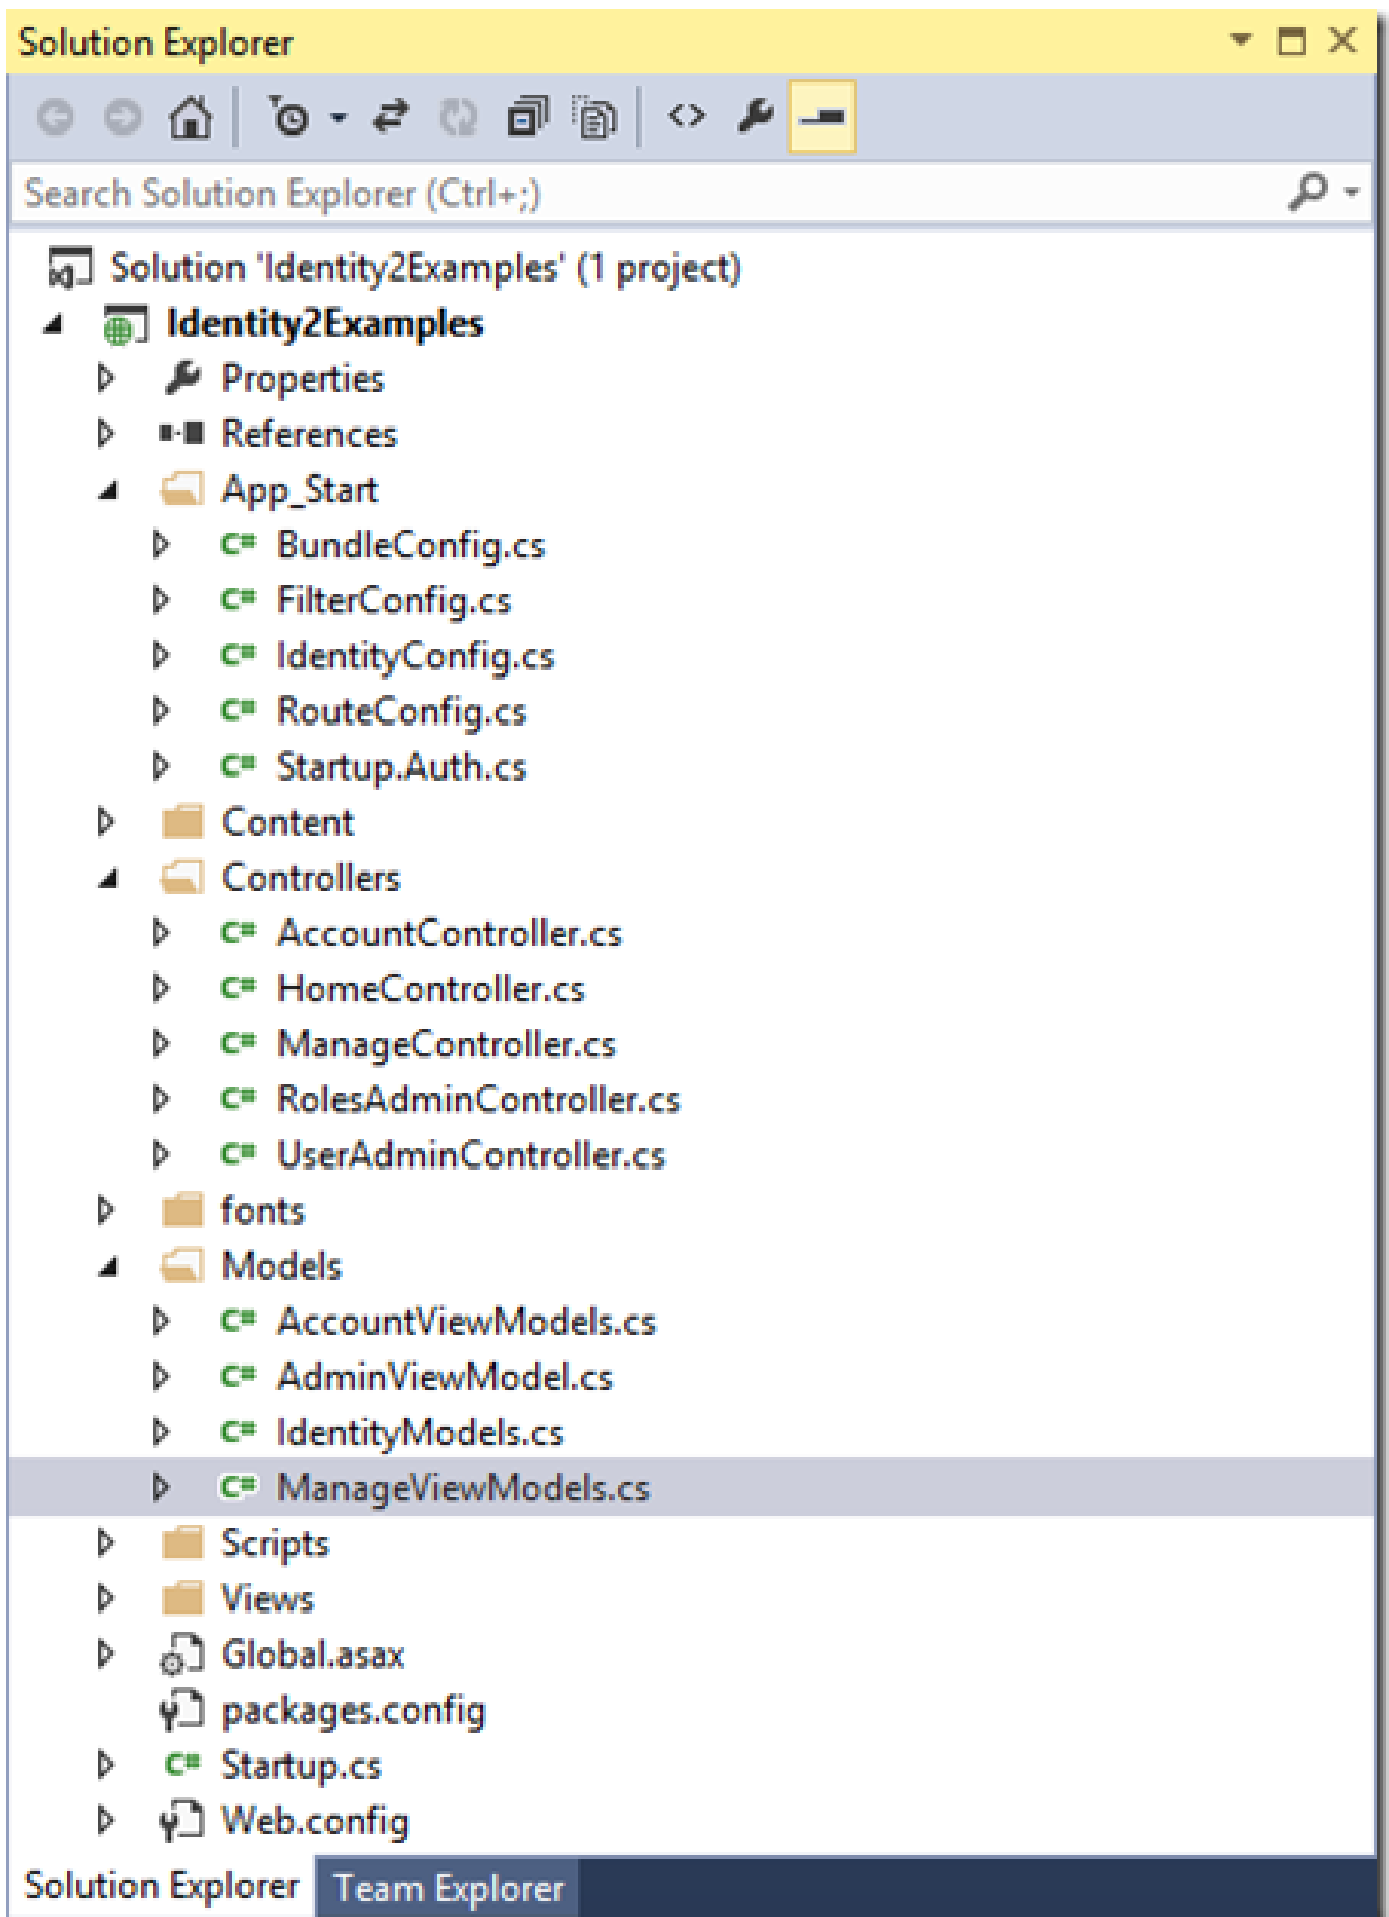 Solution Explorer
Search Solution Explorer (Ctrl+;)
Solution 'Identity2Examples' (1 project)
Identity2Examples
Properties
References
App_Start
C# BundleConfig.cs
C# FilterConfig.cs
C# IdentityConfig.cs
C# RouteConfig.cs
C# Startup.Auth.cs
Content
Controllers
C# AccountController.cs
C# HomeController.cs
C# ManageController.cs
C# RolesAdminController.cs
C# UserAdminController.cs
fonts
Models
C# AccountViewModels.cs
C# AdminViewModel.cs
C# IdentityModels.cs
C# ManageViewModels.cs
Scripts
Views
Global.asax
packages.config
C# Startup.cs
Web.config
Solution Explorer Team Explorer